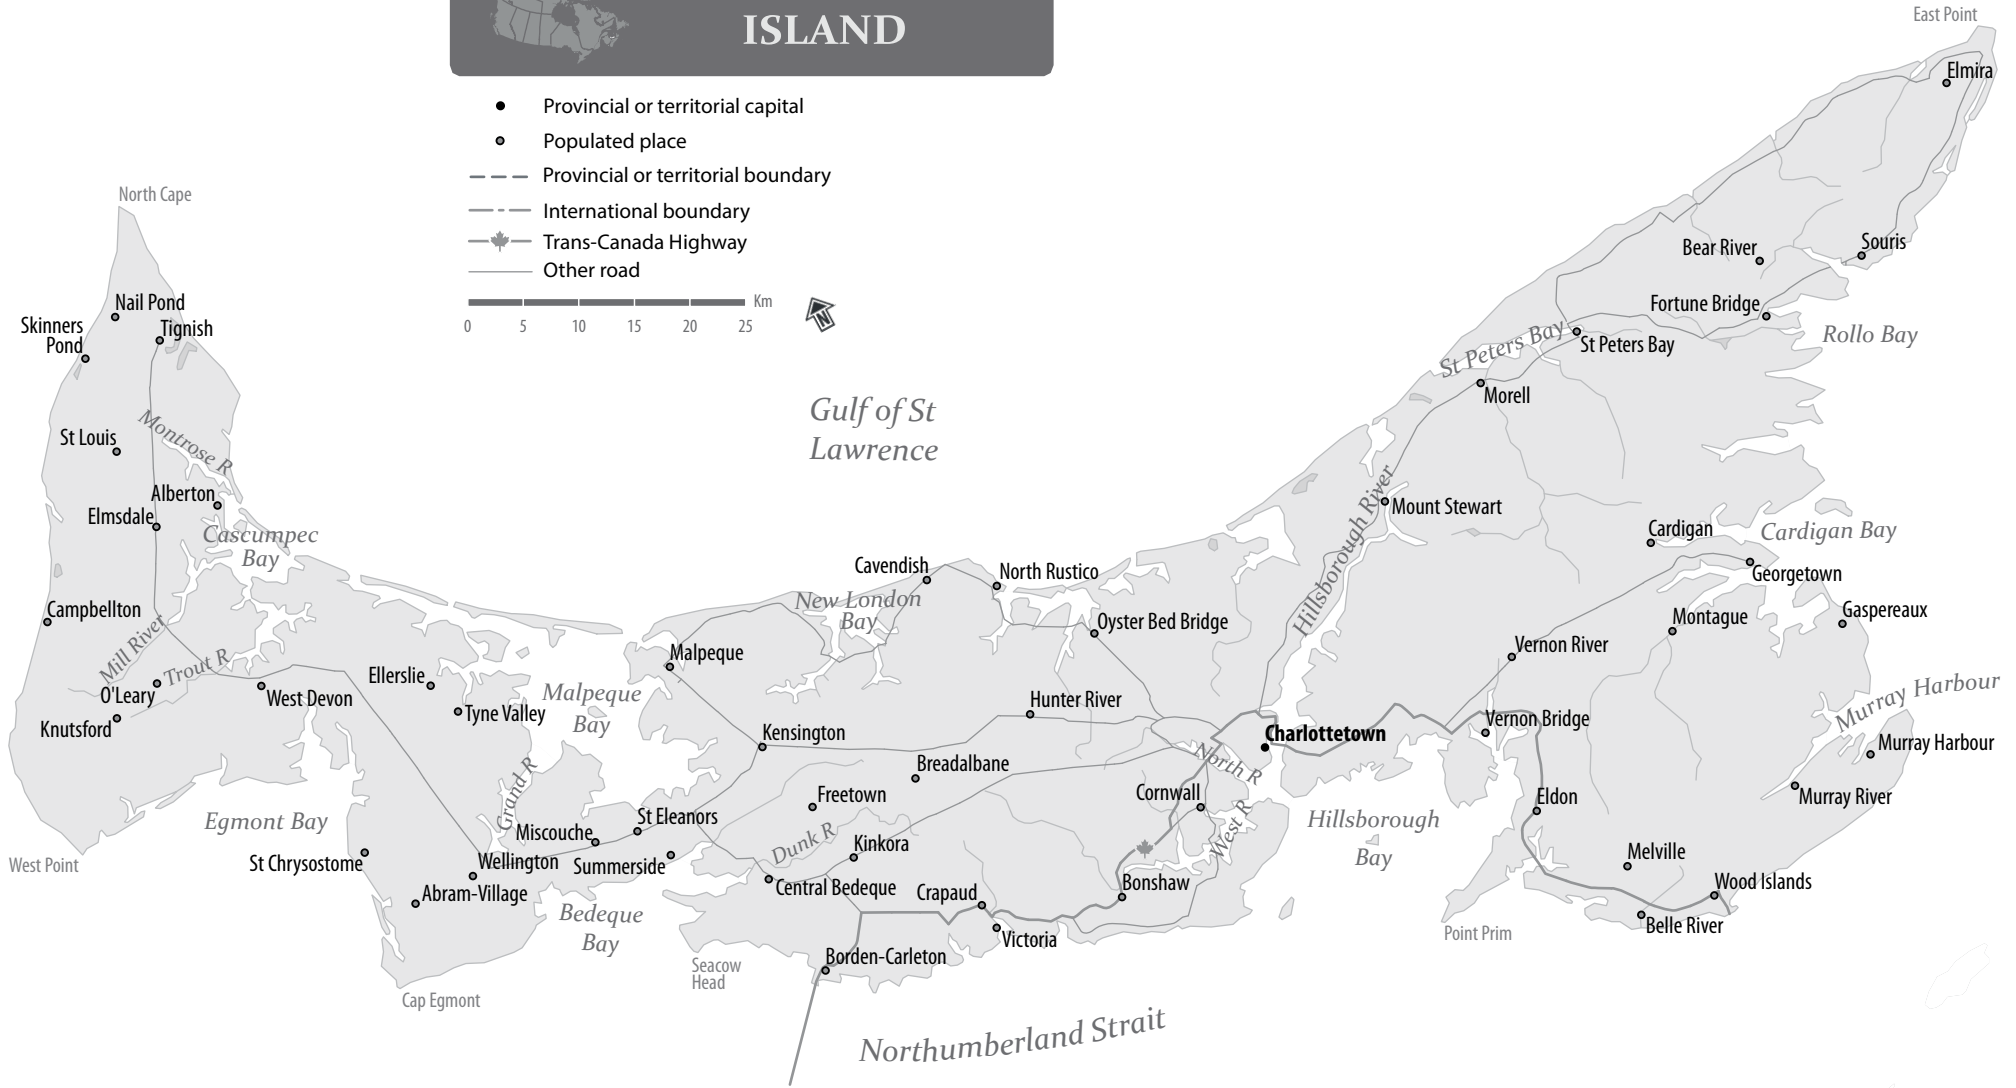 ISLAND
Provincial or territorial capital
Populated place
Provincial or territorial boundary
International boundary
Trans-Canada Highway
Other road
Km
0 5 10 15 20 25
N
East Point
Elmira
North Cape
Nail Pond
Skinners
Pond
Tignish
Bear River
Souris
Fortune Bridge
Rollo Bay
St Peters Bay
St Peters Bay
Morell
Gulf of St
Lawrence
Montrose R
St Louis
Alberton
Elmsdale
Cascumpec
Bay
Hillsborough River
Mount Stewart
Cardigan
Cardigan Bay
Georgetown
Cavendish
North Rustico
New London
Bay
Oyster Bed Bridge
Campbellton
Mill River
Trout R
O'Leary
Knutsford
West Devon
Ellerslie
Tyne Valley
Malpeque
Malpeque
Bay
Montague
Gaspereaux
Vernon River
Hunter River
Kensington
Charlottetown
Vernon Bridge
Murray Harbour
Murray Harbour
Murray River
North R
Breadalbane
Freetown
Cornwall
Grand R
Egmont Bay
St Eleanors
Miscouche
Dunk R
Kinkora
West R
Hillsborough
Bay
Eldon
West Point
St Chrysostome
Wellington
Summerside
Abram-Village
Central Bedeque
Crapaud
Bonshaw
Melville
Wood Islands
Bedeque
Bay
Victoria
Point Prim
Belle River
Borden-Carleton
Seacow
Head
Cap Egmont
Northumberland Strait